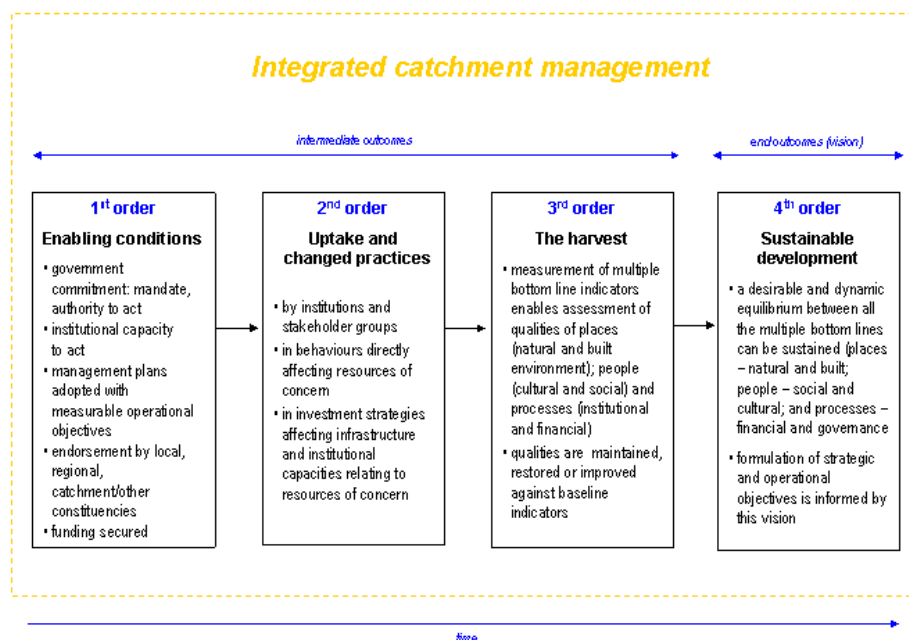 Integrated catchment management
intermediate outcomes
end outcomes (vision)
1st order
Enabling conditions
▪ government
commitment: mandate,
authority to act
▪ institutional capacity
to act
▪ management plans
adopted with
measurable operational
objectives
▪ endorsement by local,
regional,
catchment/other
constituencies
▪ funding secured
2nd order
Uptake and
changed practices
▪ by institutions and
stakeholder groups
▪ in behaviours directly
affecting resources of
concern
▪ in investment strategies
affecting infrastructure
and institutional
capacities relating to
resources of concern
3rd order
The harvest
▪ measurement of multiple
bottom line indicators
enables assessment of
qualities of places
(natural and built
environment); people
(cultural and social) and
processes (institutional
and financial)
▪ qualities are maintained,
restored or improved
against baseline
indicators
4th order
Sustainable
development
▪ a desirable and dynamic
equilibrium between all
the multiple bottom lines
can be sustained (places
– natural and built;
people – social and
cultural; and processes –
financial and governance
▪ formulation of strategic
and operational
objectives is informed by
this vision
time